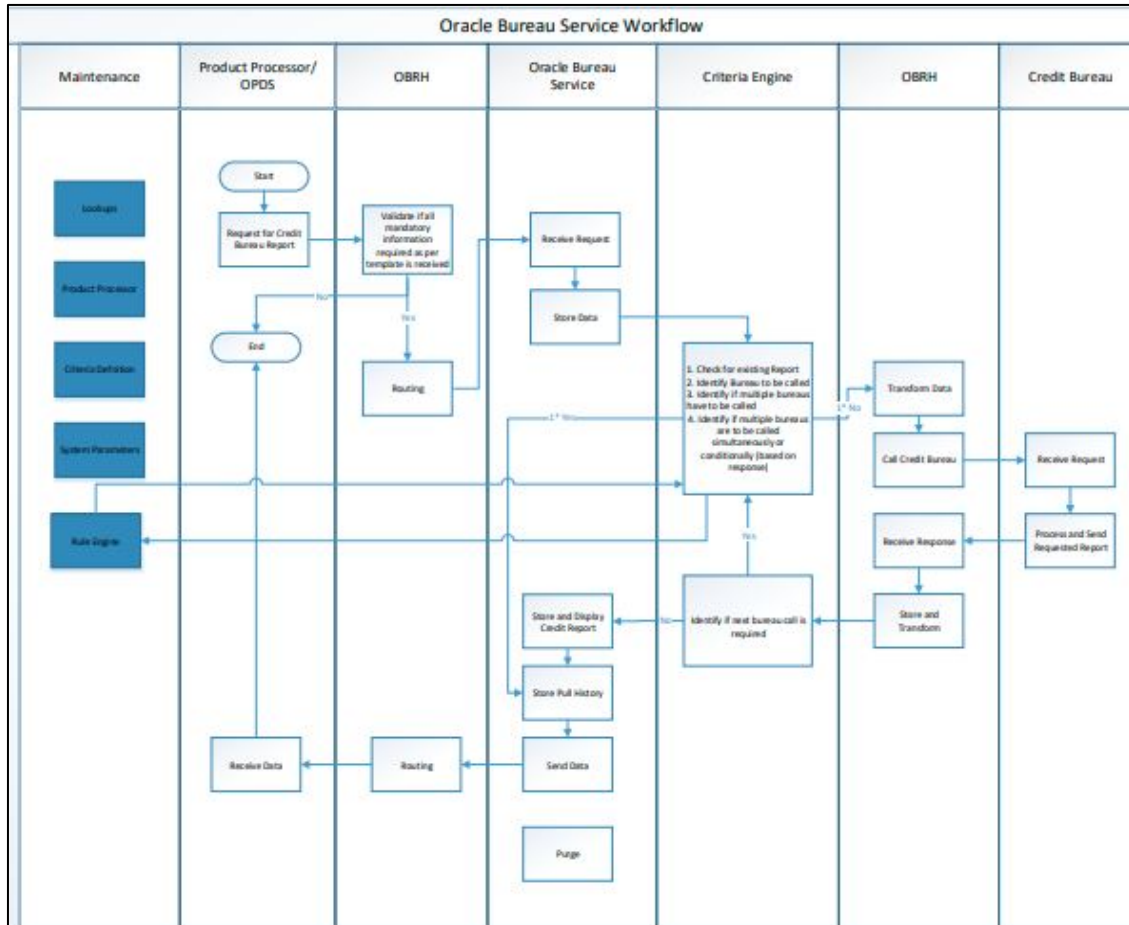 Oracle Bureau Service Workflow
Maintenance
Product Processor/
OPDS
OBRH
Oracle Bureau
Service
Criteria Engine
OBRH
Credit Bureau
Lookups
Product Processor
Criteria Definition
System Parameters
Rule Engine
Start
Request for Credit
Bureau Report
End
Receive Data
Validate if all
mandatory
information
required as per
template is received
No
Yes
Routing
Routing
Receive Request
Store Data
1* Yes
Store and Display
Credit Report
Store Pull History
Send Data
Purge
1. Check for existing Report
2. Identify Bureau to be called
3. Identify if multiple bureaus
have to be called
4. Identify if multiple bureaus
are to be called
simultaneously or
conditionally (based on
response)
Yes
No
Identify if next bureau call is
required
1* No
Transform Data
Call Credit Bureau
Receive Response
Store and
Transform
Receive Request
Process and Send
Requested Report